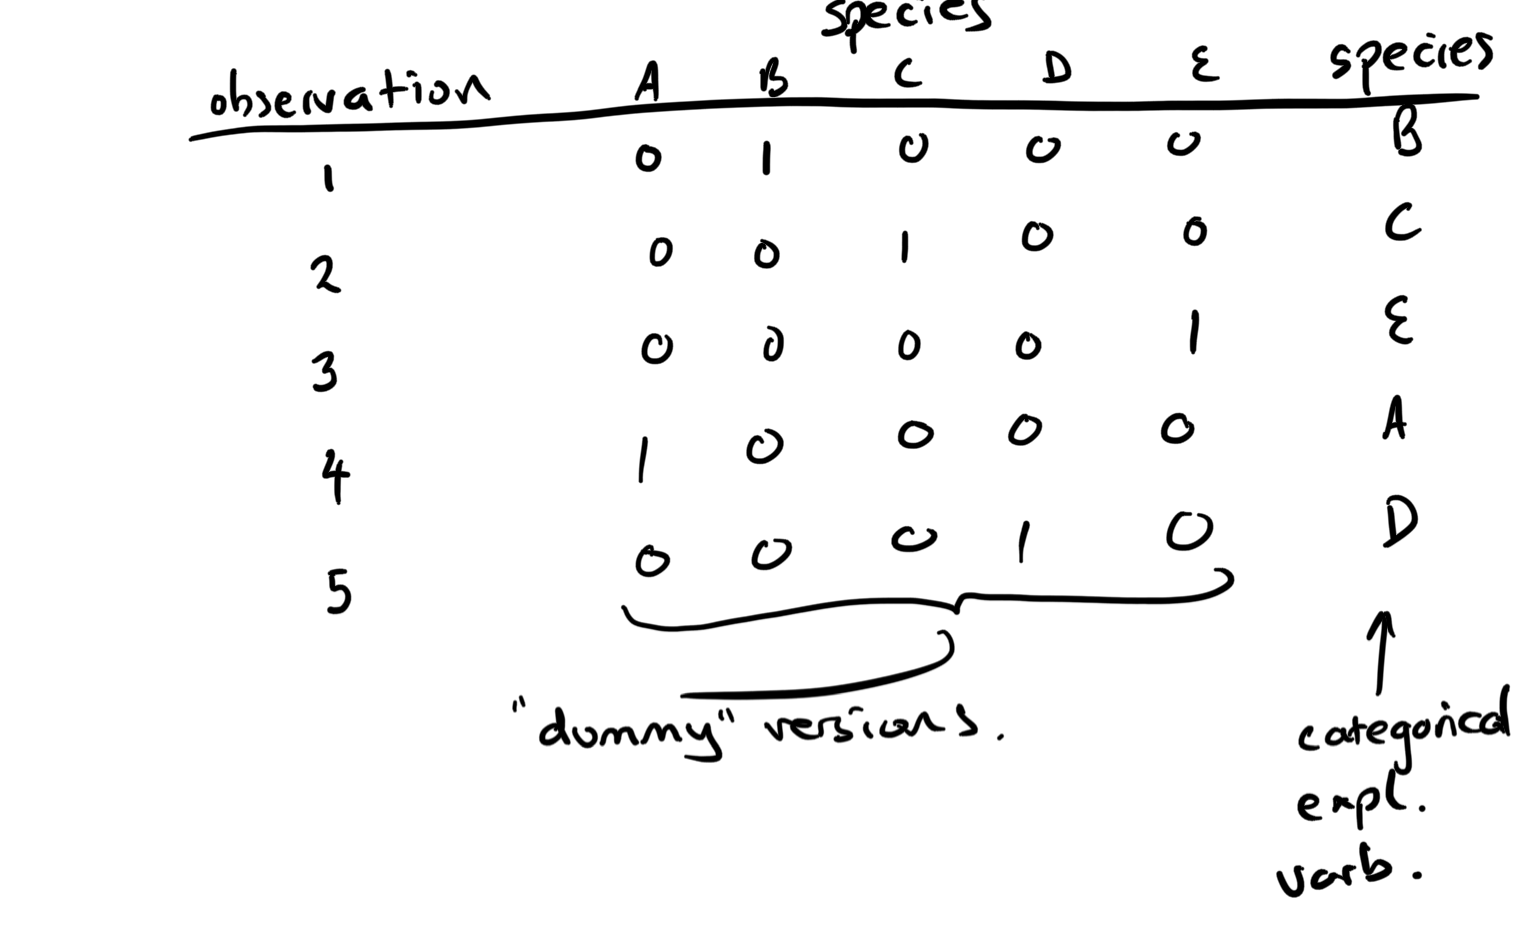 species
observation A B C D E species
1 0 1 0 0 0 B
2 0 0 1 0 0 C
3 0 0 0 0 1 E
4 1 0 0 0 0 A
5 0 0 0 1 0 D
"dummy" versions.
categorical
expl.
varb.